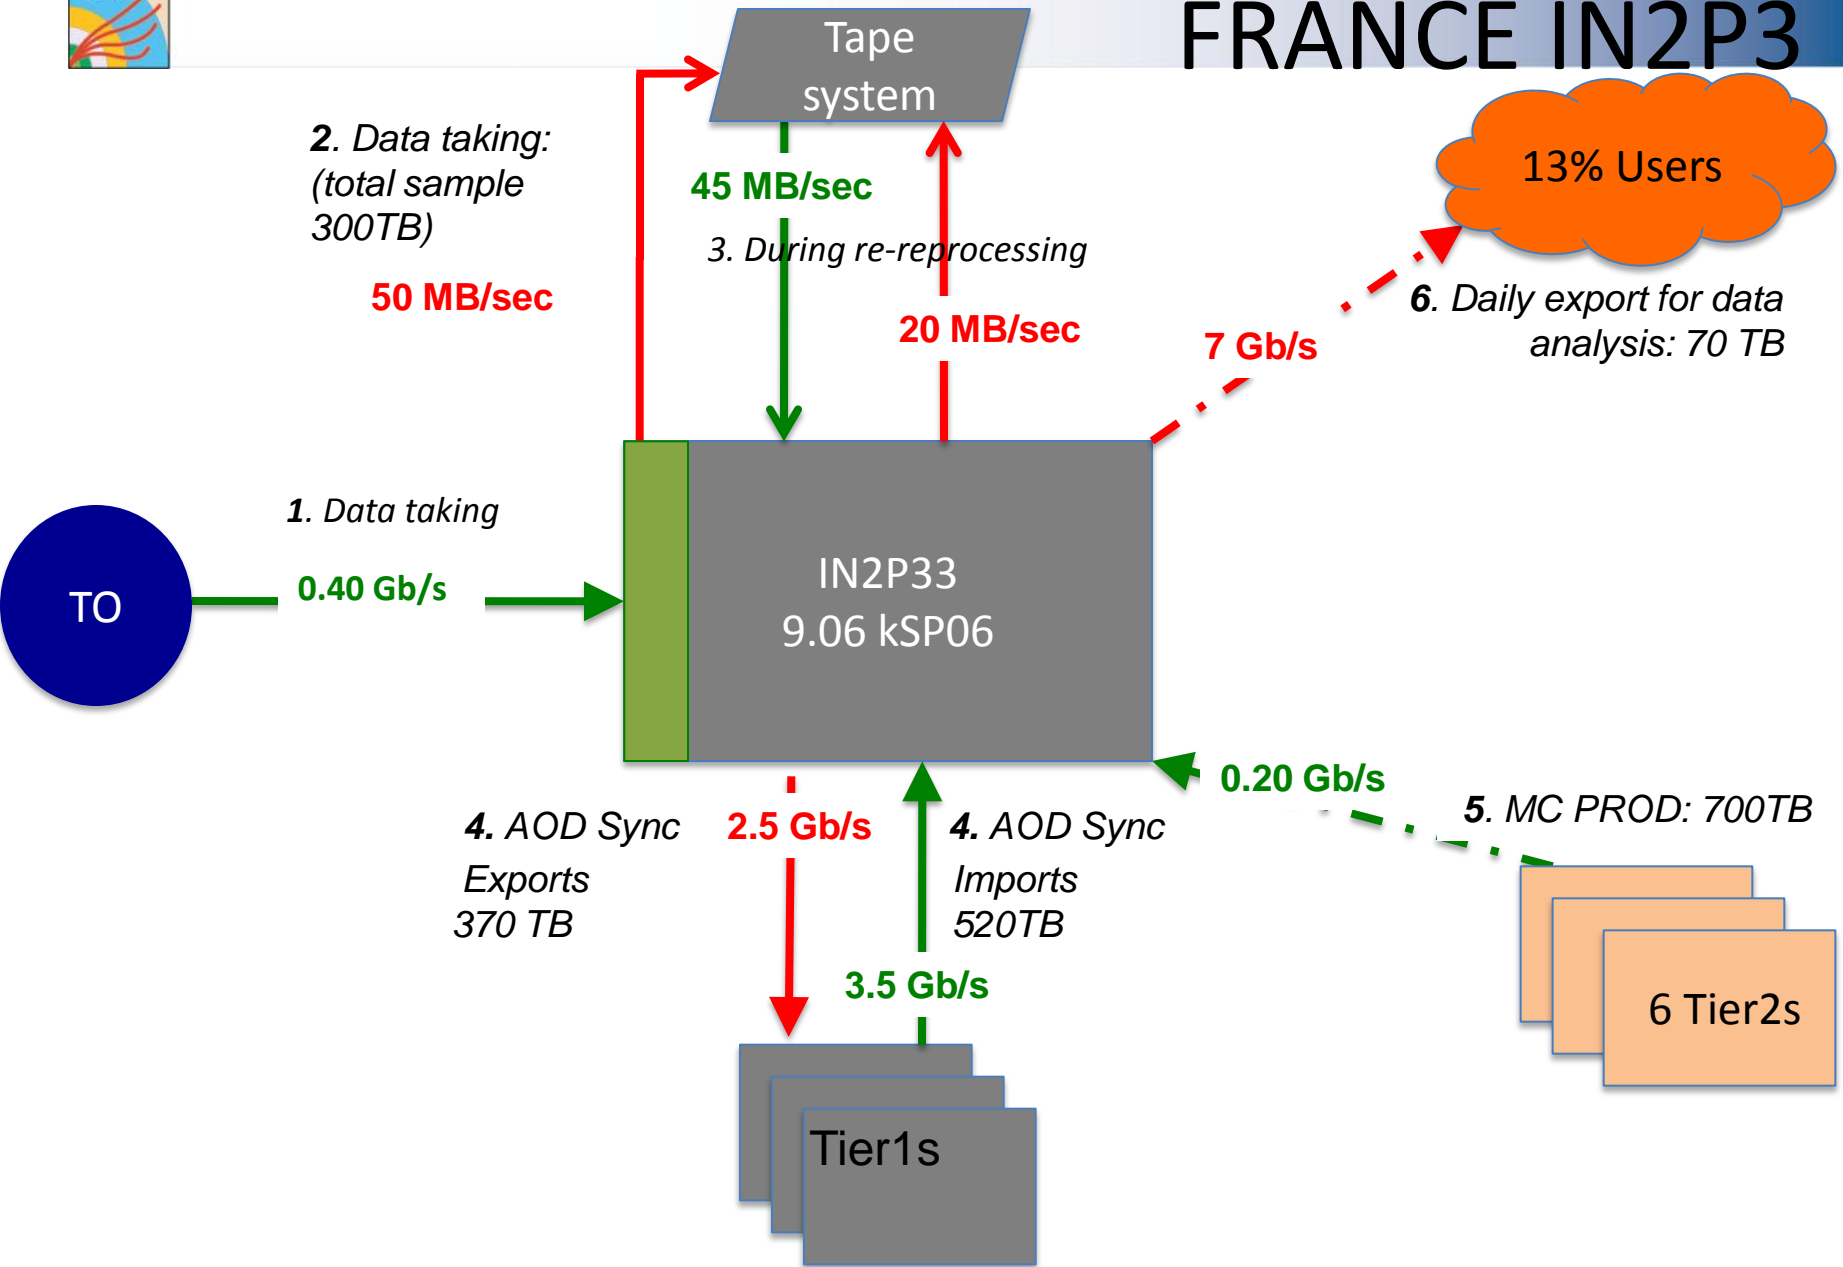 FRANCE IN2P3
Tape
system
2. Data taking:
(total sample
300TB)
50 MB/sec
45 MB/sec
3. During re-reprocessing
20 MB/sec
13% Users
7 Gb/s
6. Daily export for data
analysis: 70 TB
1. Data taking
0.40 Gb/s
TO
IN2P33
9.06 kSP06
4. AOD Sync
Exports
370 TB
2.5 Gb/s
4. AOD Sync
Imports
520TB
3.5 Gb/s
0.20 Gb/s
5. MC PROD: 700TB
6 Tier2s
Tier1s